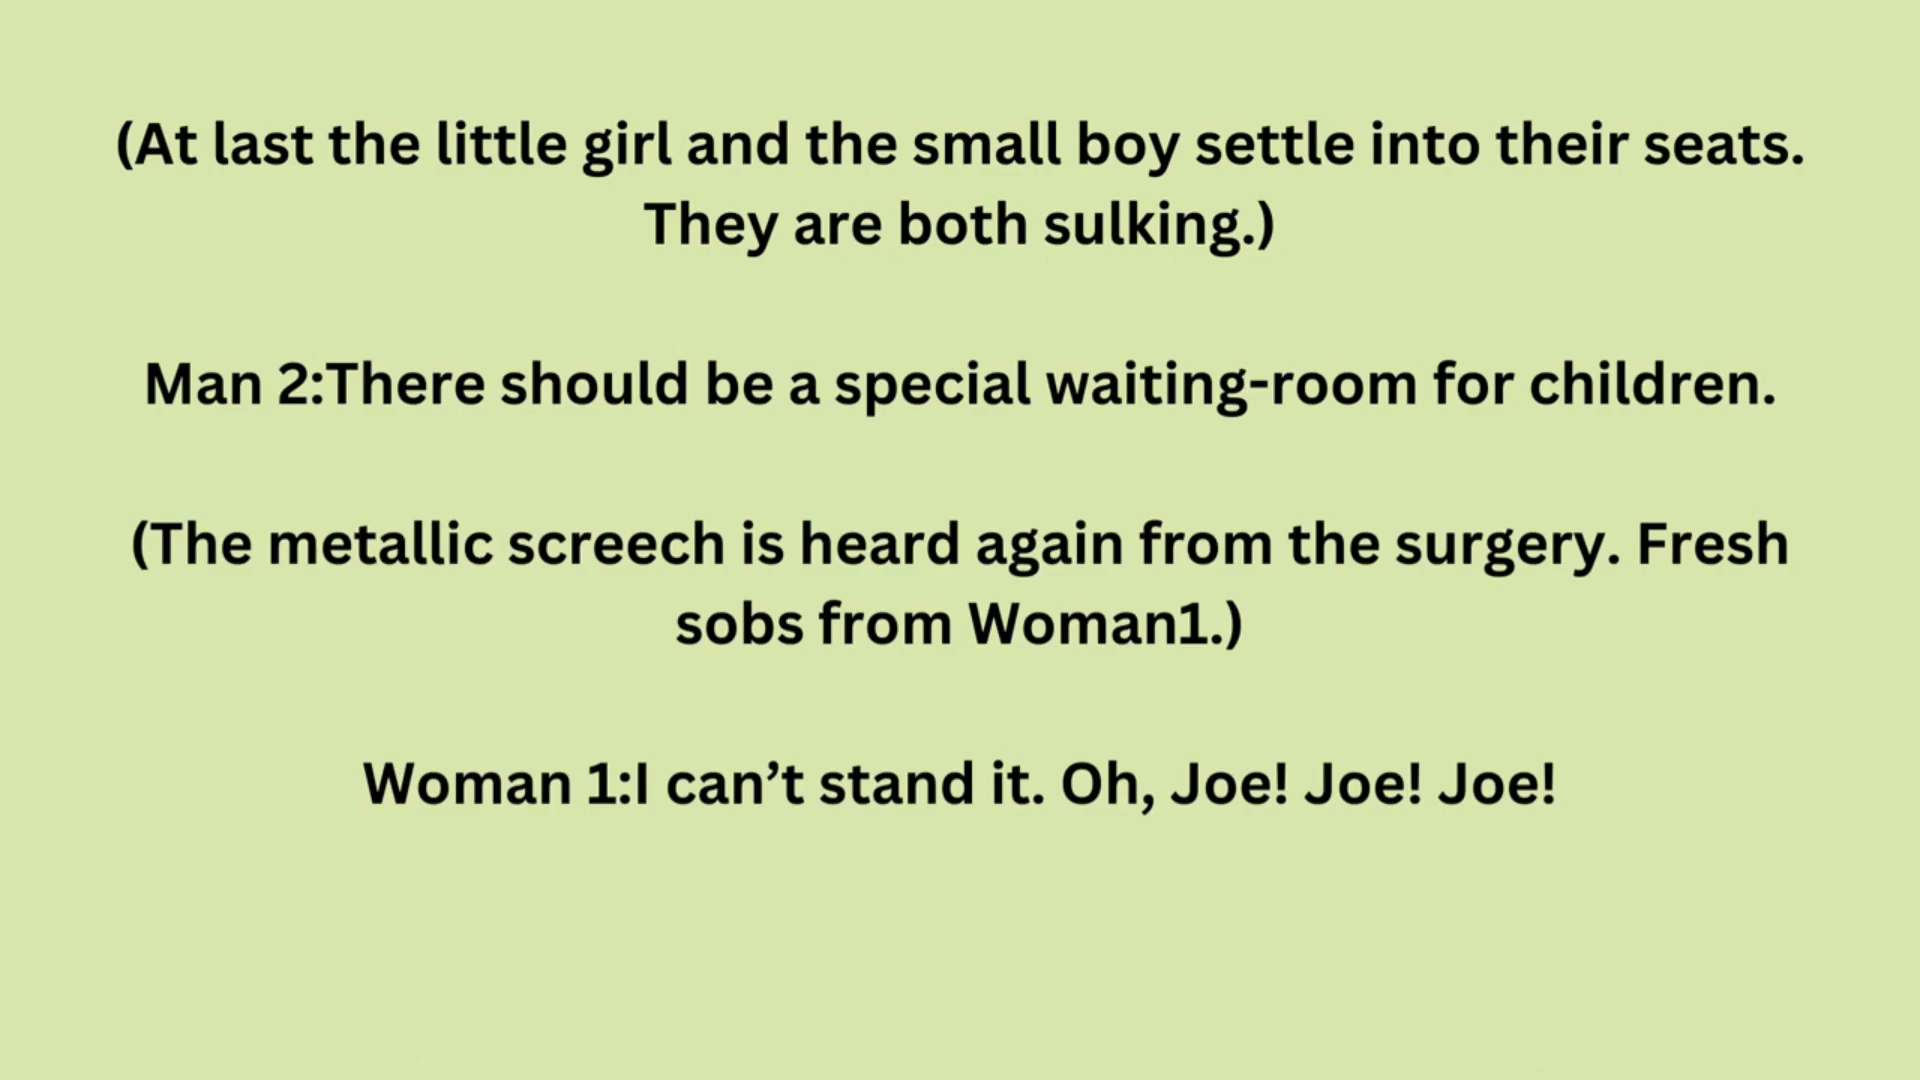 (At last the little girl and the small boy settle into their seats.
They are both sulking.)
Man 2:There should be a special waiting-room for children.
(The metallic screech is heard again from the surgery. Fresh
sobs from Woman1.)
Woman 1:I can’t stand it. Oh, Joe! Joe! Joe!